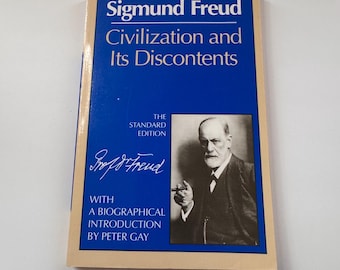 Sigmund Freud
Civilization and
Its Discontents
THE
STANDARD
EDITION
WITH
A BIOGRAPHICAL
INTRODUCTION
BY PETER GAY